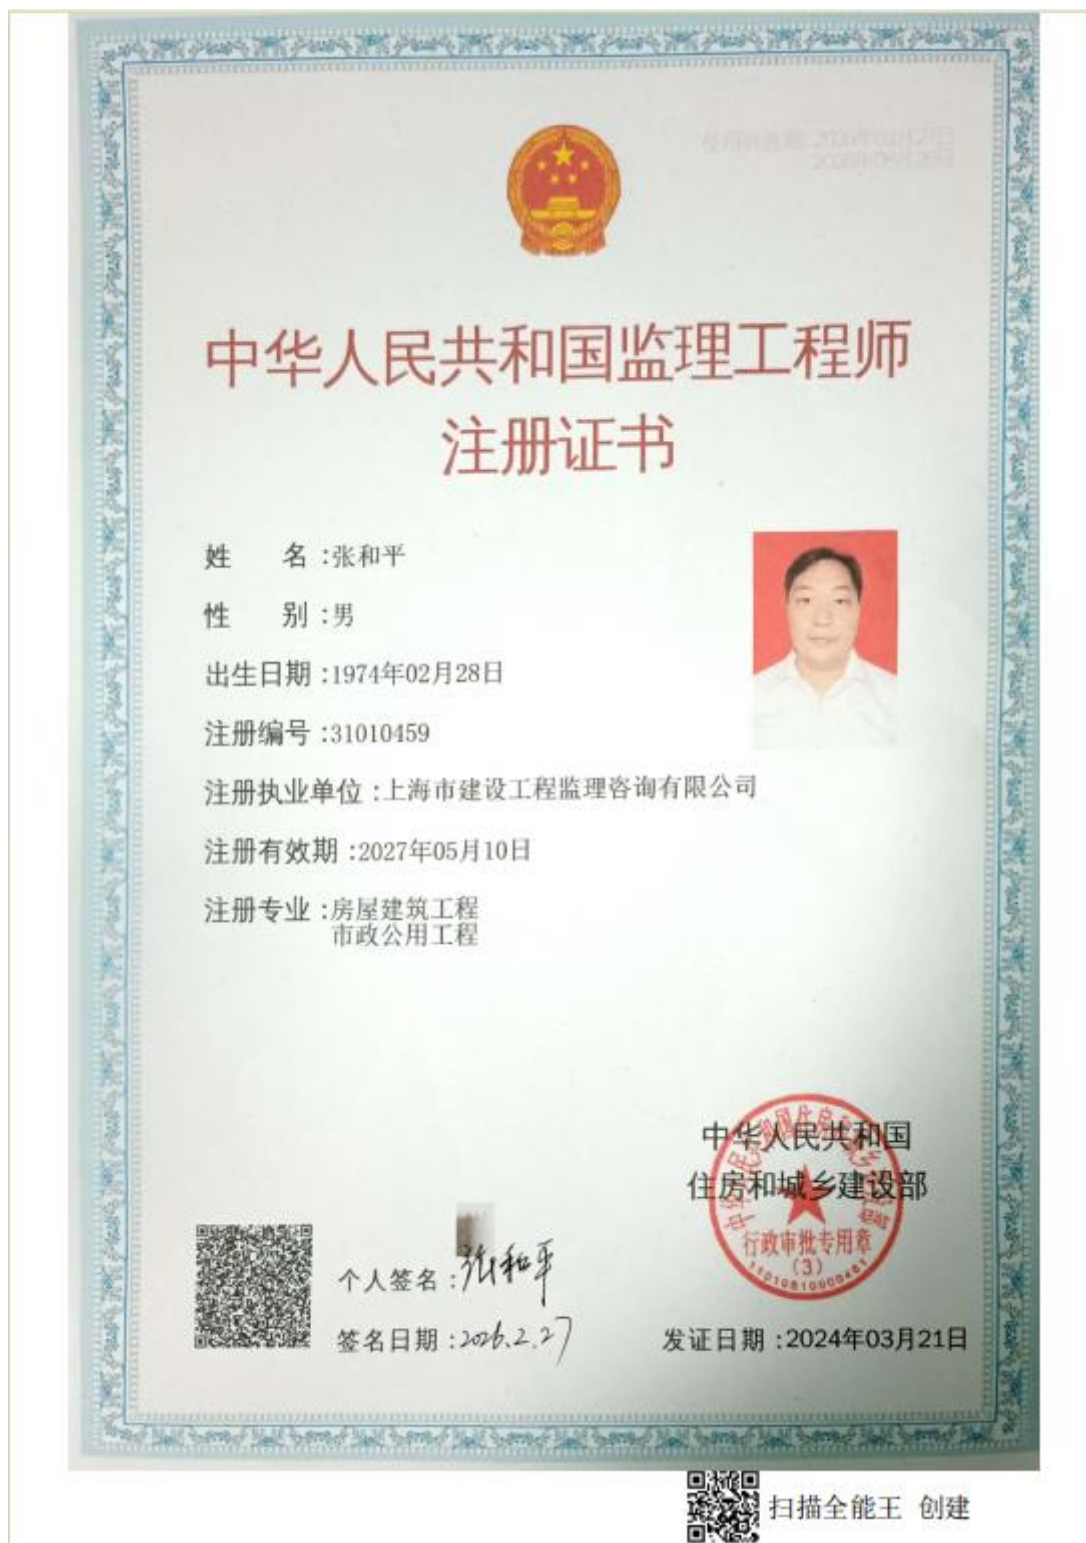 中华人民共和国监理工程师
注册证书
姓 名:张和平
性 别:男
出生日期:1974年02月28日
注册编号:31010459
注册执业单位:上海市建设工程监理咨询有限公司
注册有效期:2027年05月10日
注册专业:房屋建筑工程
市政公用工程
中华人民共和国
住房和城乡建设部
行政审批专用章
(3)
个人签名:张和平
签名日期:2026.2.27
发证日期:2024年03月21日
扫描全能王 创建